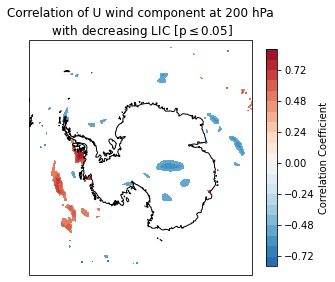 Correlation of U wind component at 200 hPa
with decreasing LIC [p ≤ 0.05]
0.72
0.48
0.24
0.00
−0.24
−0.48
−0.72
Correlation Coefficient